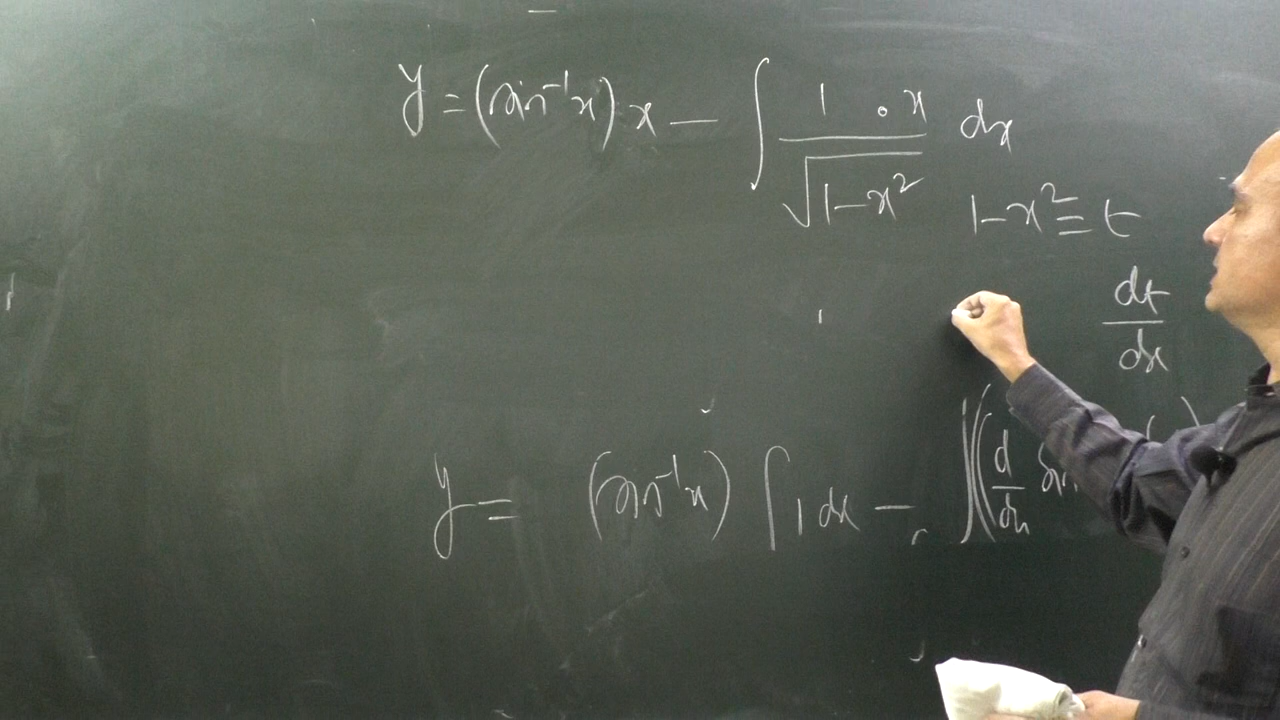 y = (sin⁻¹x) x − ∫ 1 . x / √(1−x²) dx
1−x² = t
dt/dx
y = (sin⁻¹x) ∫ 1 dx − ∫ ( ( d/dx sin